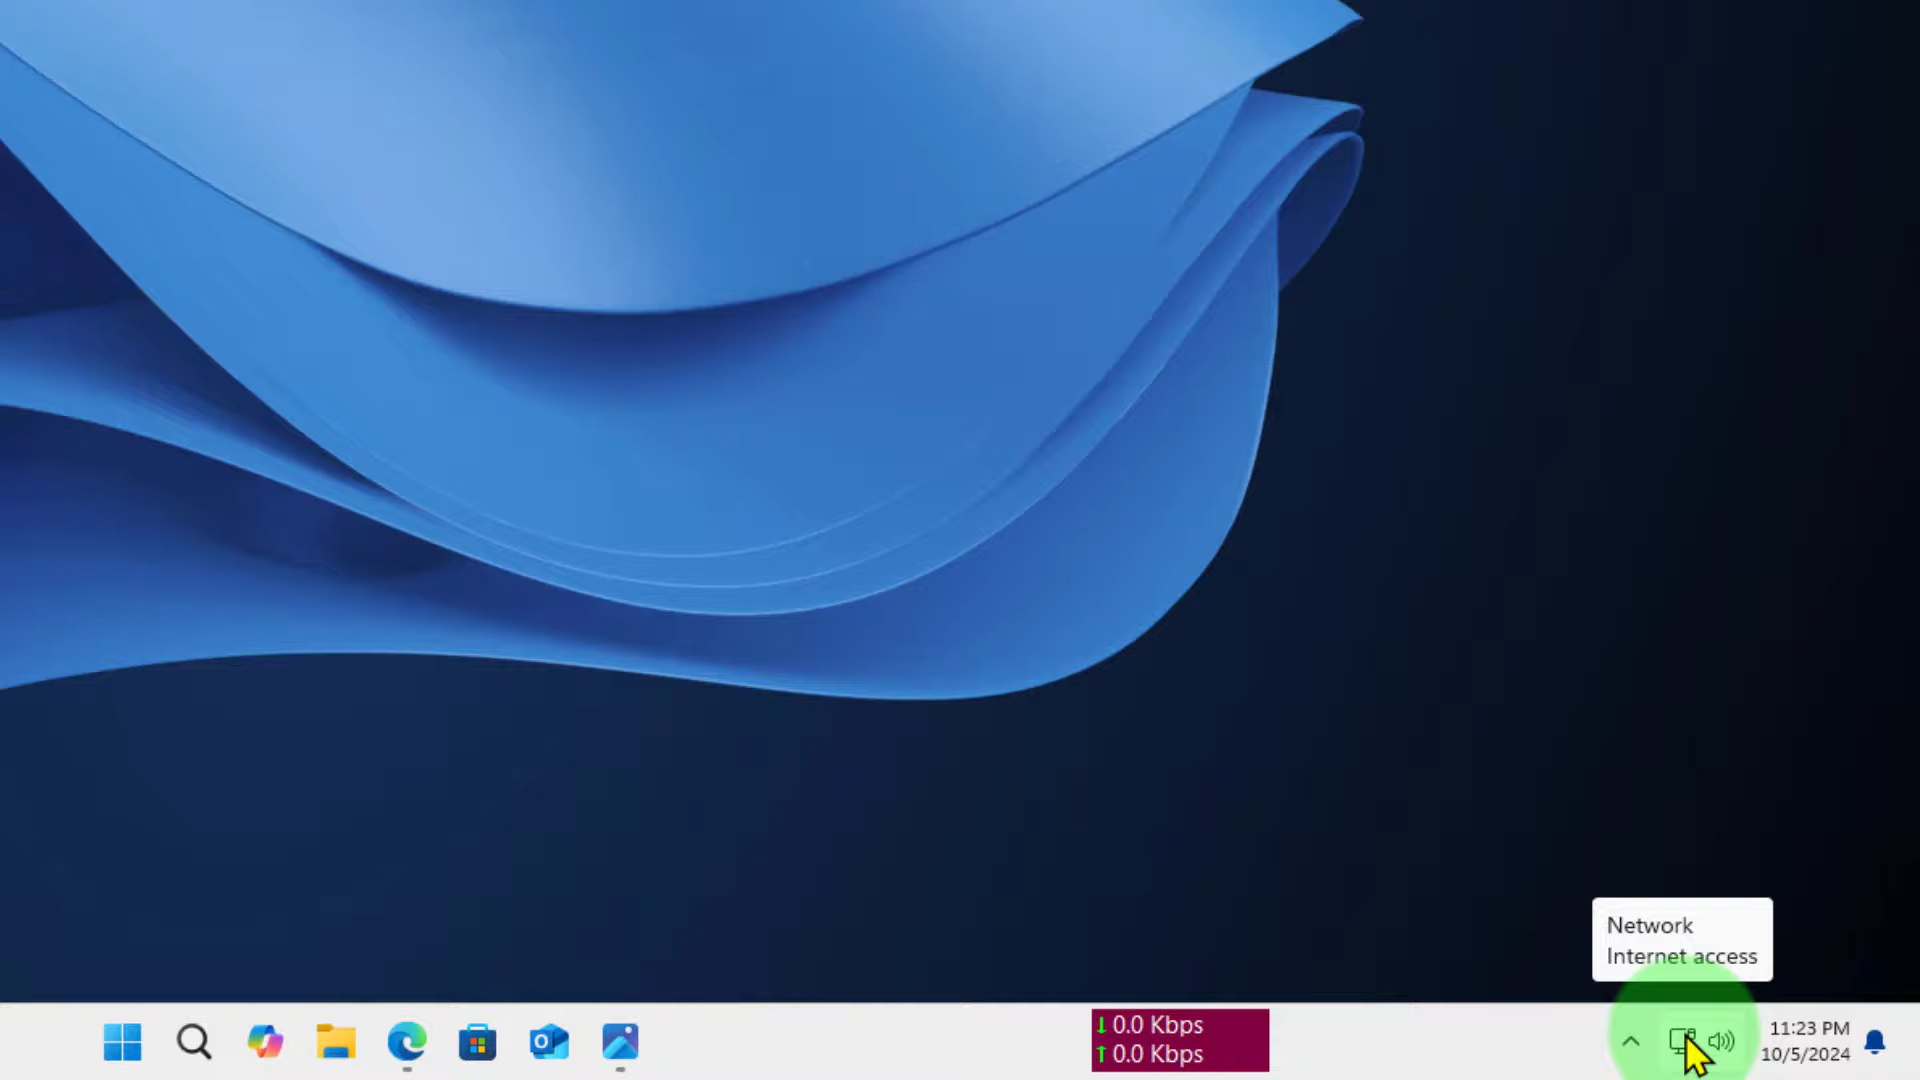 Network
Internet access
↓ 0.0 Kbps
↑ 0.0 Kbps
11:23 PM
10/5/2024